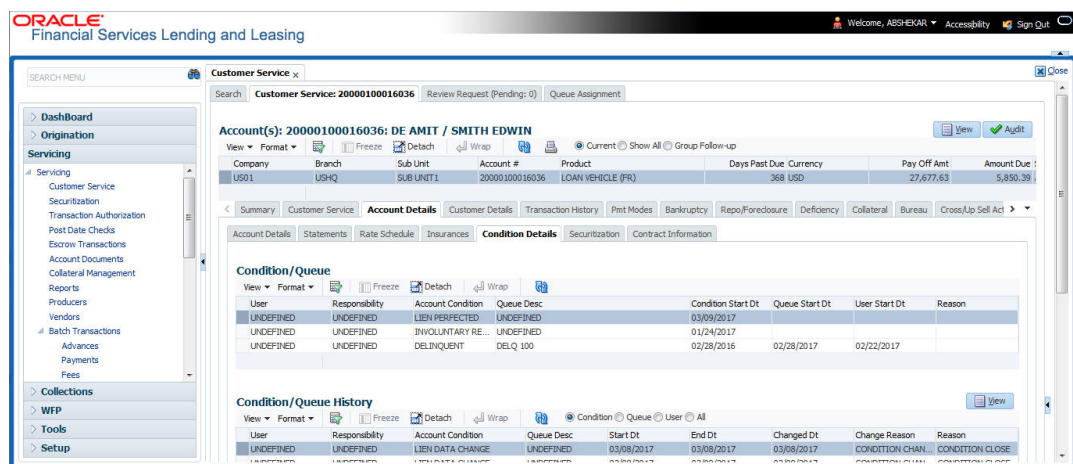 ORACLE®
Financial Services Lending and Leasing
Welcome, ABSHEKAR Accessibility Sign Out
SEARCH MENU
Customer Service x
Close
Search Customer Service: 20000100016036 Review Request (Pending: 0) Queue Assignment
DashBoard
Origination
Servicing
Servicing
Customer Service
Securitization
Transaction Authorization
Post Date Checks
Escrow Transactions
Account Documents
Collateral Management
Reports
Producers
Vendors
Batch Transactions
Advances
Payments
Fees
Collections
WFP
Tools
Setup
Account(s): 20000100016036: DE AMIT / SMITH EDWIN
View Audit
View Format Freeze Detach Wrap Current Show All Group Follow-up
Company Branch Sub Unit Account # Product Days Past Due Currency Pay Off Amt Amount Due
US01 USHQ SUB UNIT1 20000100016036 LOAN VEHICLE (FR) 368 USD 27,677.63 5,850.39
Summary Customer Service Account Details Customer Details Transaction History Pmt Modes Bankruptcy Repo/Foreclosure Deficiency Collateral Bureau Cross/Up Sell Act
Account Details Statements Rate Schedule Insurances Condition Details Securitization Contract Information
Condition/Queue
View Format Freeze Detach Wrap
User Responsibility Account Condition Queue Desc Condition Start Dt Queue Start Dt User Start Dt Reason
UNDEFINED UNDEFINED LIEN PERFECTED UNDEFINED 03/09/2017
UNDEFINED UNDEFINED INVOLUNTARY RE... UNDEFINED 01/24/2017
UNDEFINED UNDEFINED DELINQUENT DELQ 100 02/28/2016 02/28/2017 02/22/2017
Condition/Queue History
View
View Format Freeze Detach Wrap Condition Queue User All
User Responsibility Account Condition Queue Desc Start Dt End Dt Changed Dt Change Reason Reason
UNDEFINED UNDEFINED LIEN DATA CHANGE UNDEFINED 03/08/2017 03/08/2017 03/08/2017 CONDITION CHAN... CONDITION CLOSE